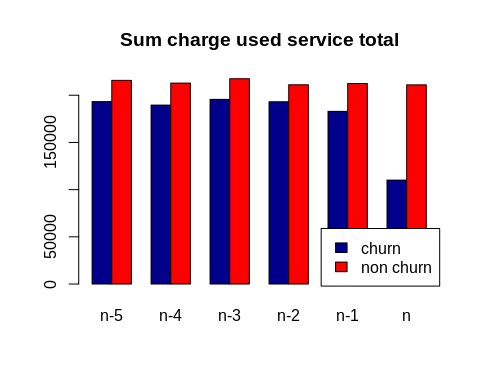 Sum charge used service total
150000
50000
0
churn
non churn
n-5 n-4 n-3 n-2 n-1 n